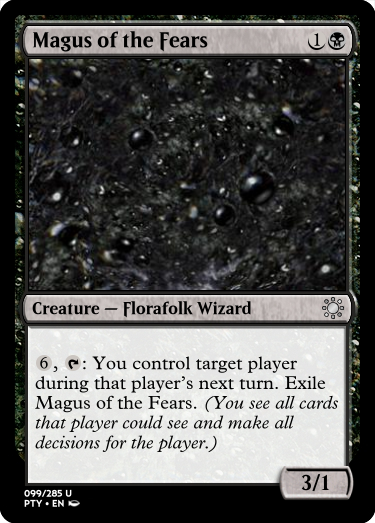 Magus of the Fears 1
Creature — Florafolk Wizard
6, : You control target player
during that player's next turn. Exile
Magus of the Fears. (You see all cards
that player could see and make all
decisions for the player.)
3/1
099/285 U
PTY • EN